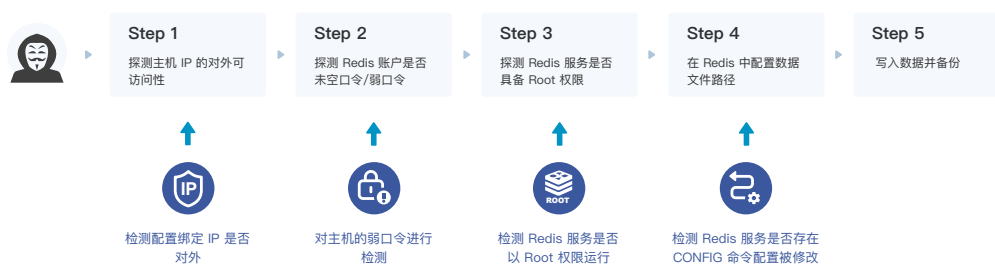 Step 1
探测主机 IP 的对外可
访问性
Step 2
探测 Redis 账户是否
未空口令/弱口令
Step 3
探测 Redis 服务是否
具备 Root 权限
Step 4
在 Redis 中配置数据
文件路径
Step 5
写入数据并备份
IP
检测配置绑定 IP 是否
对外
对主机的弱口令进行
检测
ROOT
检测 Redis 服务是否
以 Root 权限运行
检测 Redis 服务是否存在
CONFIG 命令配置被修改